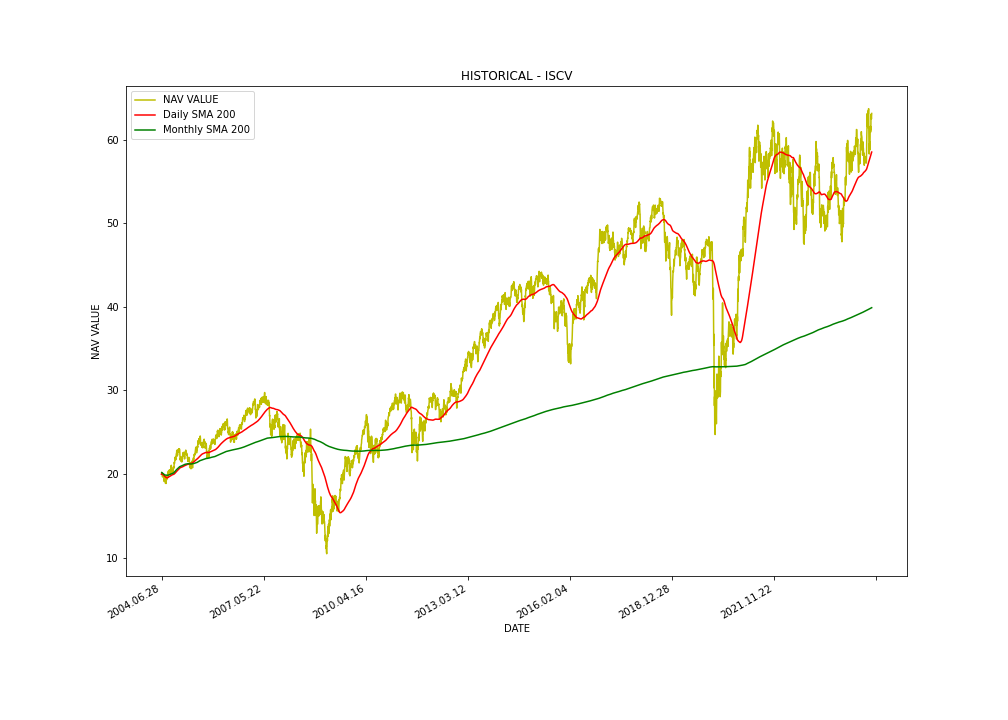 HISTORICAL - ISCV
NAV VALUE
Daily SMA 200
Monthly SMA 200
60
50
40
30
20
10
NAV VALUE
2004.06.28
2007.05.22
2010.04.16
2013.03.12
2016.02.04
2018.12.28
2021.11.22
DATE